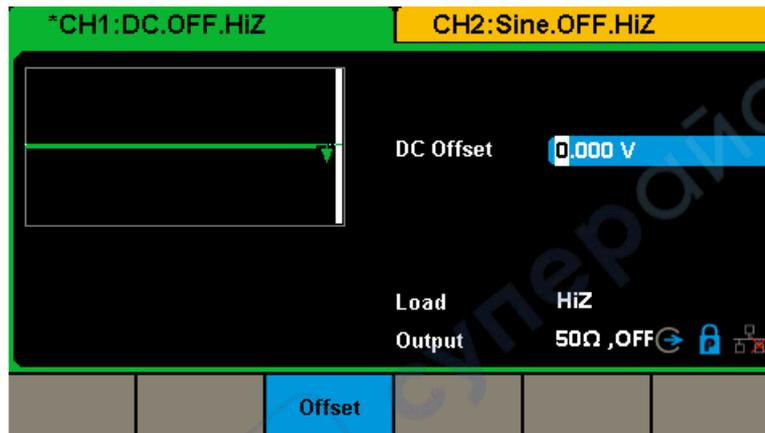 *CH1:DC.OFF.HiZ
CH2:Sine.OFF.HiZ
DC Offset 0.000 V
Load HiZ
Output 50Ω ,OFF
Offset